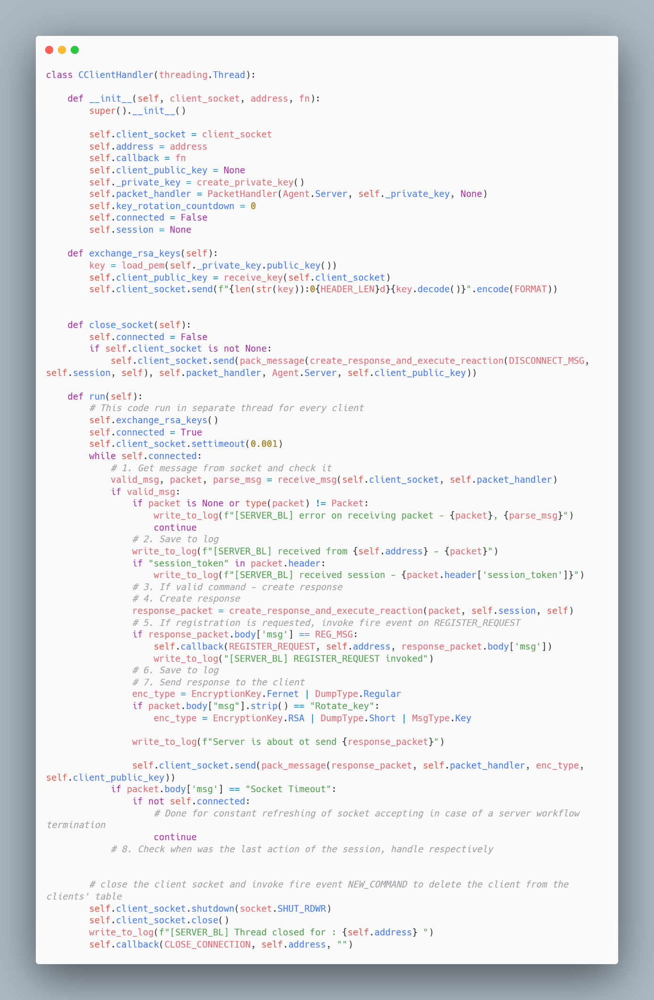 class CClientHandler(threading.Thread):
    def __init__(self, client_socket, address, fn):
        super().__init__()
        self.client_socket = client_socket
        self.address = address
        self.callback = fn
        self.client_public_key = None
        self._private_key = create_private_key()
        self.packet_handler = PacketHandler(Agent.Server, self._private_key, None)
        self.key_rotation_countdown = 0
        self.connected = False
        self.session = None
    def exchange_rsa_keys(self):
        key = load_pem(self._private_key.public_key())
        self.client_public_key = receive_key(self.client_socket)
        self.client_socket.send(f"{len(str(key)):0{HEADER_LEN}d}{key.decode()}".encode(FORMAT))
    def close_socket(self):
        self.connected = False
        if self.client_socket is not None:
            self.client_socket.send(pack_message(create_response_and_execute_reaction(DISCONNECT_MSG,
self.session, self), self.packet_handler, Agent.Server, self.client_public_key))
    def run(self):
        # This code run in separate thread for every client
        self.exchange_rsa_keys()
        self.connected = True
        self.client_socket.settimeout(0.001)
        while self.connected:
            # 1. Get message from socket and check it
            valid_msg, packet, parse_msg = receive_msg(self.client_socket, self.packet_handler)
            if valid_msg:
                if packet is None or type(packet) != Packet:
                    write_to_log(f"[SERVER_BL] error on receiving packet - {packet}, {parse_msg}")
                    continue
                # 2. Save to log
                write_to_log(f"[SERVER_BL] received from {self.address} - {packet}")
                if "session_token" in packet.header:
                    write_to_log(f"[SERVER_BL] received session - {packet.header['session_token']}")
                # 3. If valid command - create response
                # 4. Create response
                response_packet = create_response_and_execute_reaction(packet, self.session, self)
                # 5. If registration is requested, invoke fire event on REGISTER_REQUEST
                if response_packet.body['msg'] == REG_MSG:
                    self.callback(REGISTER_REQUEST, self.address, response_packet.body['msg'])
                    write_to_log("[SERVER_BL] REGISTER_REQUEST invoked")
                # 6. Save to log
                # 7. Send response to the client
                enc_type = EncryptionKey.Fernet | DumpType.Regular
                if packet.body["msg"].strip() == "Rotate_key":
                    enc_type = EncryptionKey.RSA | DumpType.Short | MsgType.Key
                write_to_log(f"Server is about ot send {response_packet}")
                self.client_socket.send(pack_message(response_packet, self.packet_handler, enc_type,
self.client_public_key))
            if packet.body['msg'] == "Socket Timeout":
                if not self.connected:
                    # Done for constant refreshing of socket accepting in case of a server workflow
termination
                    continue
            # 8. Check when was the last action of the session, handle respectively
        # close the client socket and invoke fire event NEW_COMMAND to delete the client from the
clients' table
        self.client_socket.shutdown(socket.SHUT_RDWR)
        self.client_socket.close()
        write_to_log(f"[SERVER_BL] Thread closed for : {self.address} ")
        self.callback(CLOSE_CONNECTION, self.address, "")